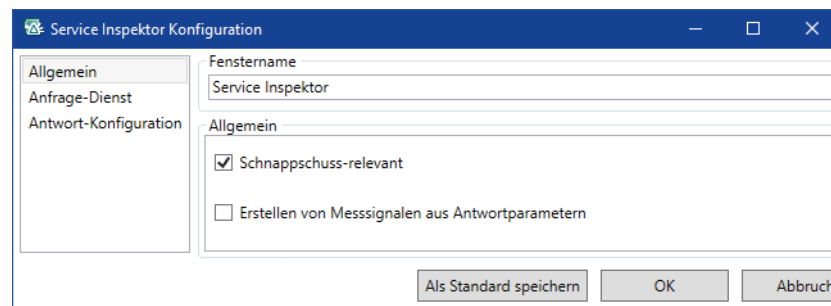 Service Inspektor Konfiguration
Allgemein
Anfrage-Dienst
Antwort-Konfiguration
Fenstername
Service Inspektor
Allgemein
Schnappschuss-relevant
Erstellen von Messsignalen aus Antwortparametern
Als Standard speichern
OK
Abbruch